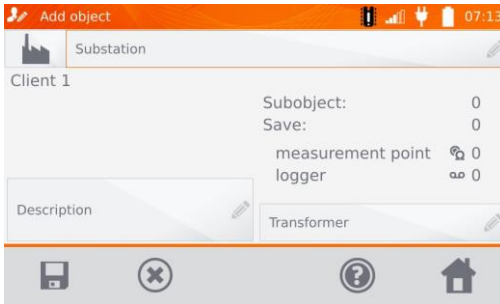 Add object 07:13
Substation
Client 1
Subobject: 0
Save: 0
measurement point 0
logger 0
Description
Transformer